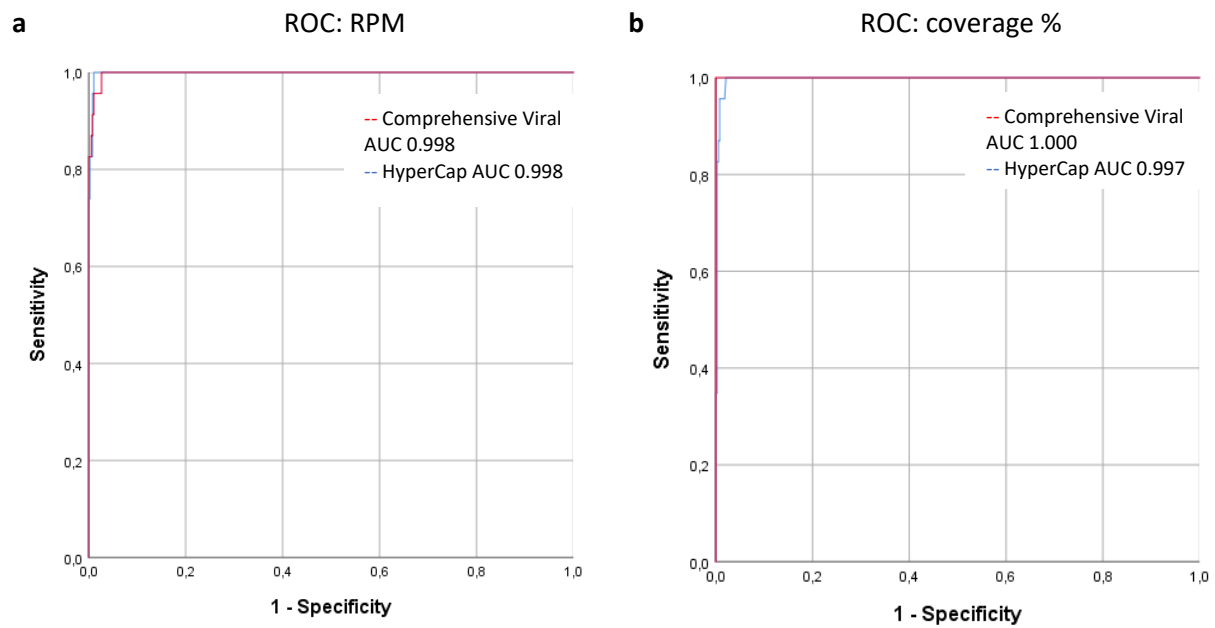 a
ROC: RPM
1,0
0,8
0,6
0,4
0,2
0,0
Sensitivity
-- Comprehensive Viral
AUC 0.998
-- HyperCap AUC 0.998
0,0 0,2 0,4 0,6 0,8 1,0
1 - Specificity
b
ROC: coverage %
1,0
0,8
0,6
0,4
0,2
0,0
Sensitivity
-- Comprehensive Viral
AUC 1.000
-- HyperCap AUC 0.997
0,0 0,2 0,4 0,6 0,8 1,0
1 - Specificity